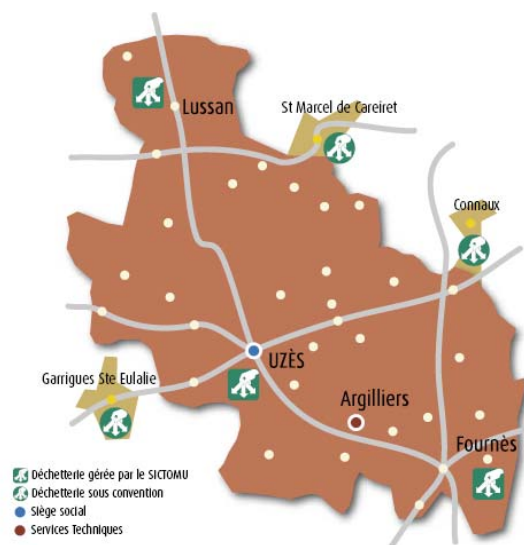 Lussan
St Marcel de Careiret
Connaux
UZÈS
Garrigues Ste Eulalie
Argilliers
Fournès
Déchetterie gérée par le SICTOMU
Déchetterie sous convention
Siège social
Services Techniques